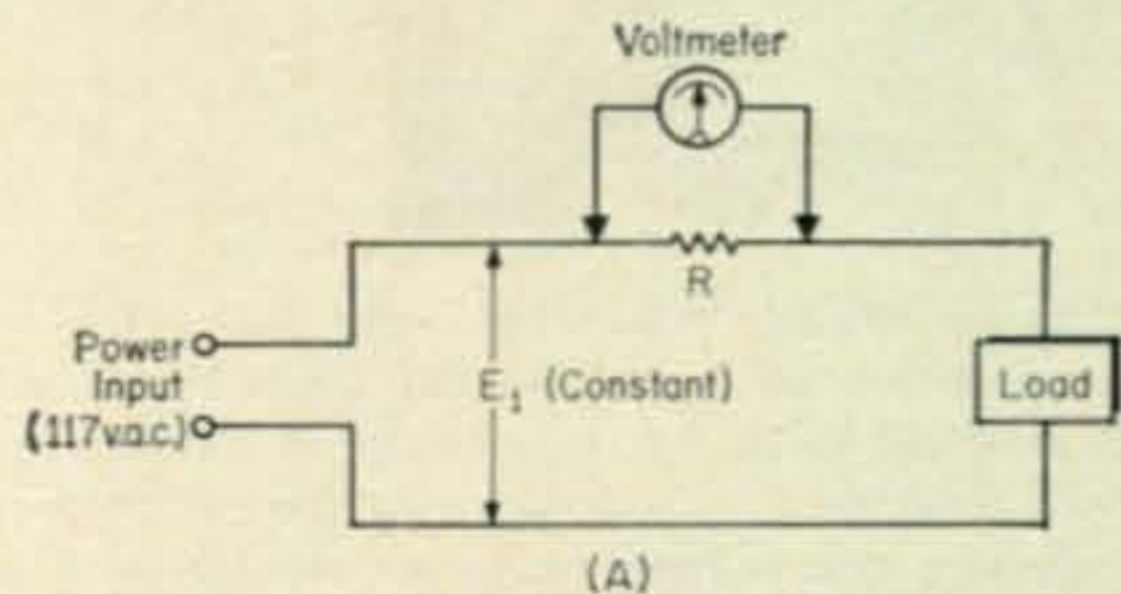 Voltmeter
R
Power
Input
(117v.a.c.)
E₁ (Constant)
Load
(A)